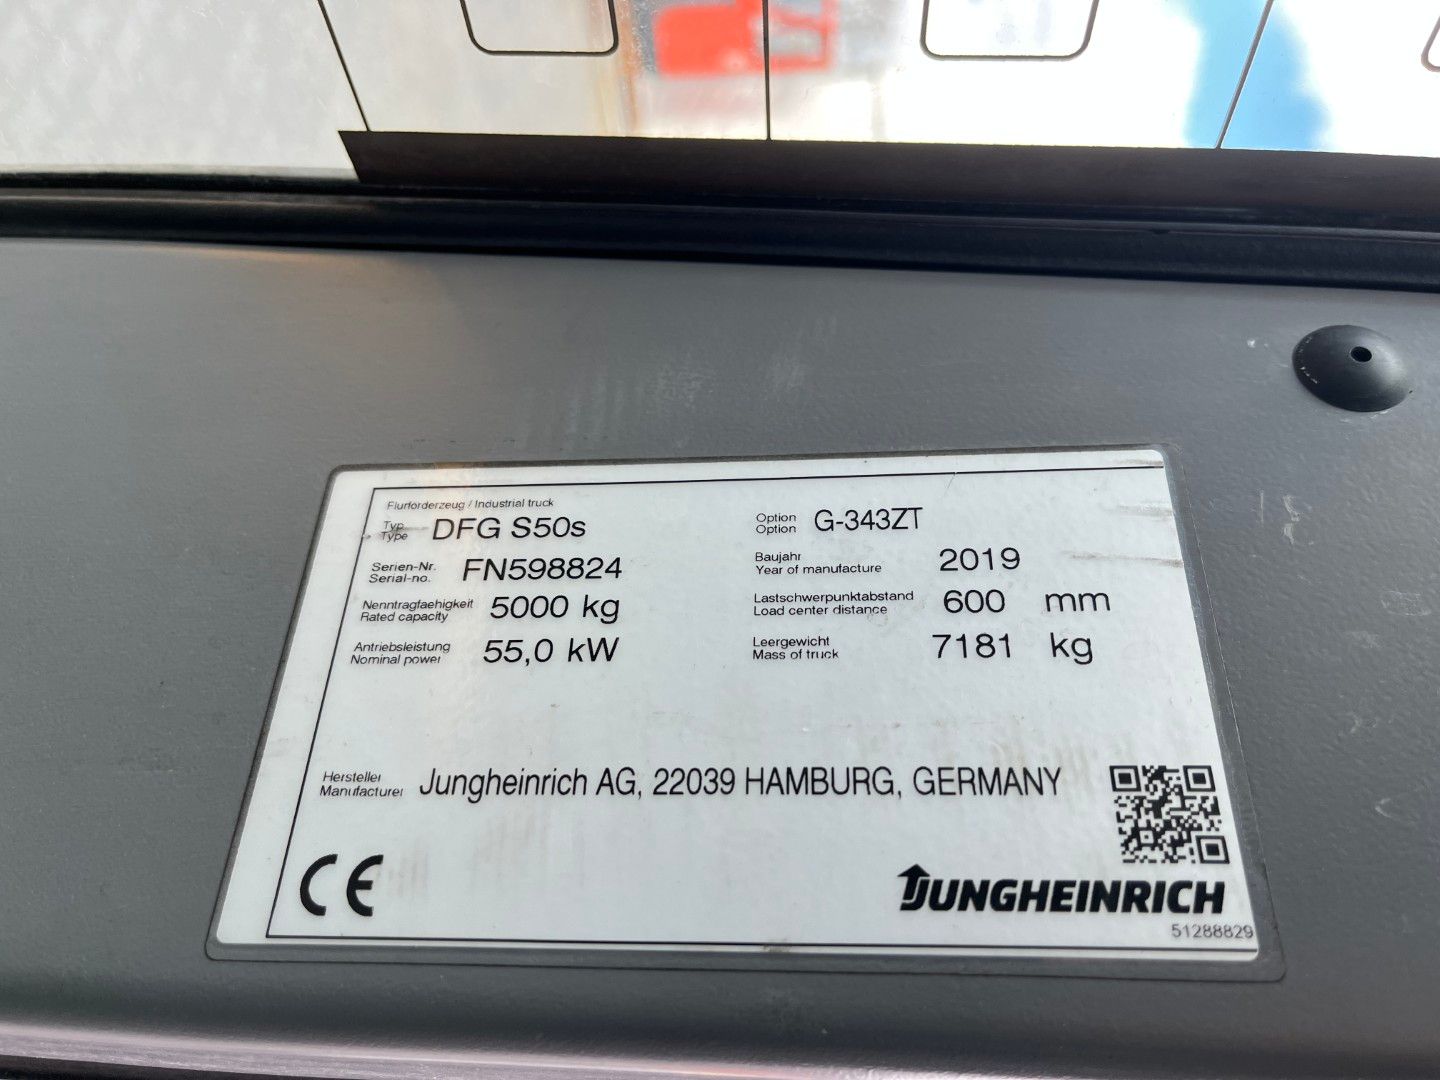 Flurförderzeug / Industrial truck
Typ
Type DFG S50s
Option
Option G-343ZT
Serien-Nr.
Serial-no. FN598824
Baujahr
Year of manufacture 2019
Nenntragfaehigkeit
Rated capacity 5000 kg
Lastschwerpunktabstand
Load center distance 600 mm
Antriebsleistung
Nominal power 55,0 kW
Leergewicht
Mass of truck 7181 kg
Hersteller
Manufacturer Jungheinrich AG, 22039 HAMBURG, GERMANY
CE
JUNGHEINRICH
51288829